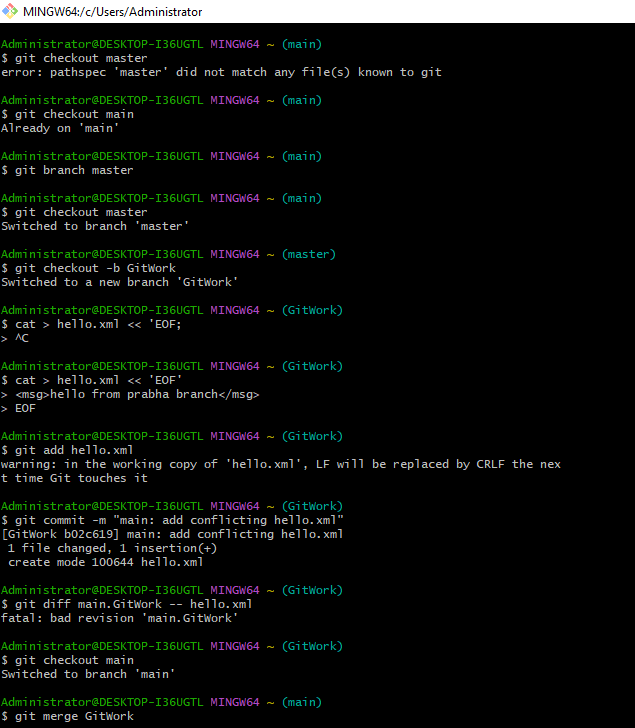 MINGW64:/c/Users/Administrator
Administrator@DESKTOP-I36UGTL MINGW64 ~ (main)
$ git checkout master
error: pathspec 'master' did not match any file(s) known to git
Administrator@DESKTOP-I36UGTL MINGW64 ~ (main)
$ git checkout main
Already on 'main'
Administrator@DESKTOP-I36UGTL MINGW64 ~ (main)
$ git branch master
Administrator@DESKTOP-I36UGTL MINGW64 ~ (main)
$ git checkout master
Switched to branch 'master'
Administrator@DESKTOP-I36UGTL MINGW64 ~ (master)
$ git checkout -b GitWork
Switched to a new branch 'GitWork'
Administrator@DESKTOP-I36UGTL MINGW64 ~ (GitWork)
$ cat > hello.xml << 'EOF;
> ^C
Administrator@DESKTOP-I36UGTL MINGW64 ~ (GitWork)
$ cat > hello.xml << 'EOF'
> <msg>hello from prabha branch</msg>
> EOF
Administrator@DESKTOP-I36UGTL MINGW64 ~ (GitWork)
$ git add hello.xml
warning: in the working copy of 'hello.xml', LF will be replaced by CRLF the nex
t time Git touches it
Administrator@DESKTOP-I36UGTL MINGW64 ~ (GitWork)
$ git commit -m "main: add conflicting hello.xml"
[GitWork b02c619] main: add conflicting hello.xml
 1 file changed, 1 insertion(+)
 create mode 100644 hello.xml
Administrator@DESKTOP-I36UGTL MINGW64 ~ (GitWork)
$ git diff main.GitWork -- hello.xml
fatal: bad revision 'main.GitWork'
Administrator@DESKTOP-I36UGTL MINGW64 ~ (GitWork)
$ git checkout main
Switched to branch 'main'
Administrator@DESKTOP-I36UGTL MINGW64 ~ (main)
$ git merge GitWork